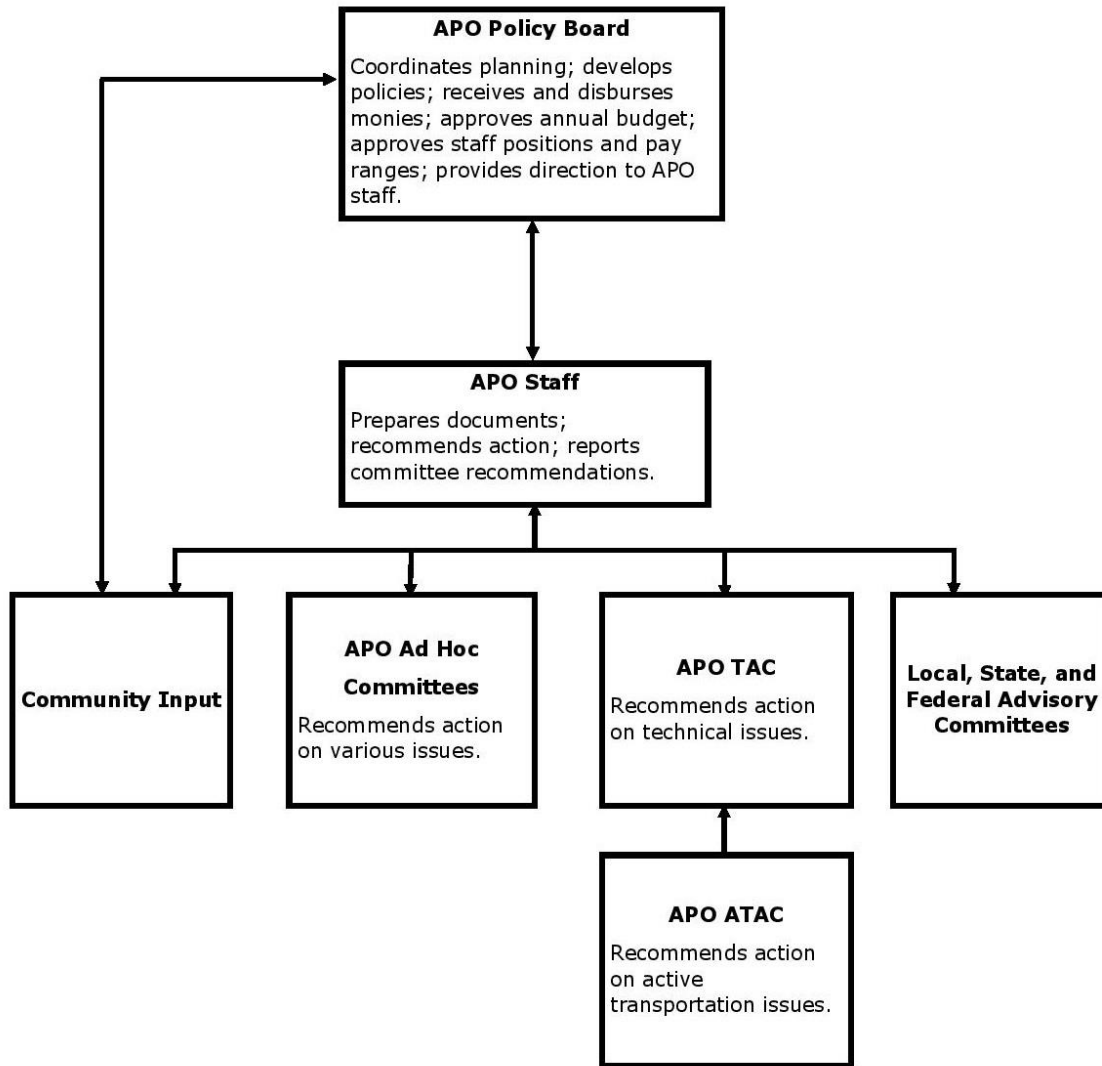 APO Policy Board
Coordinates planning; develops
policies; receives and disburses
monies; approves annual budget;
approves staff positions and pay
ranges; provides direction to APO
staff.
APO Staff
Prepares documents;
recommends action; reports
committee recommendations.
Community Input
APO Ad Hoc
Committees
Recommends action
on various issues.
APO TAC
Recommends action
on technical issues.
Local, State, and
Federal Advisory
Committees
APO ATAC
Recommends action
on active
transportation issues.